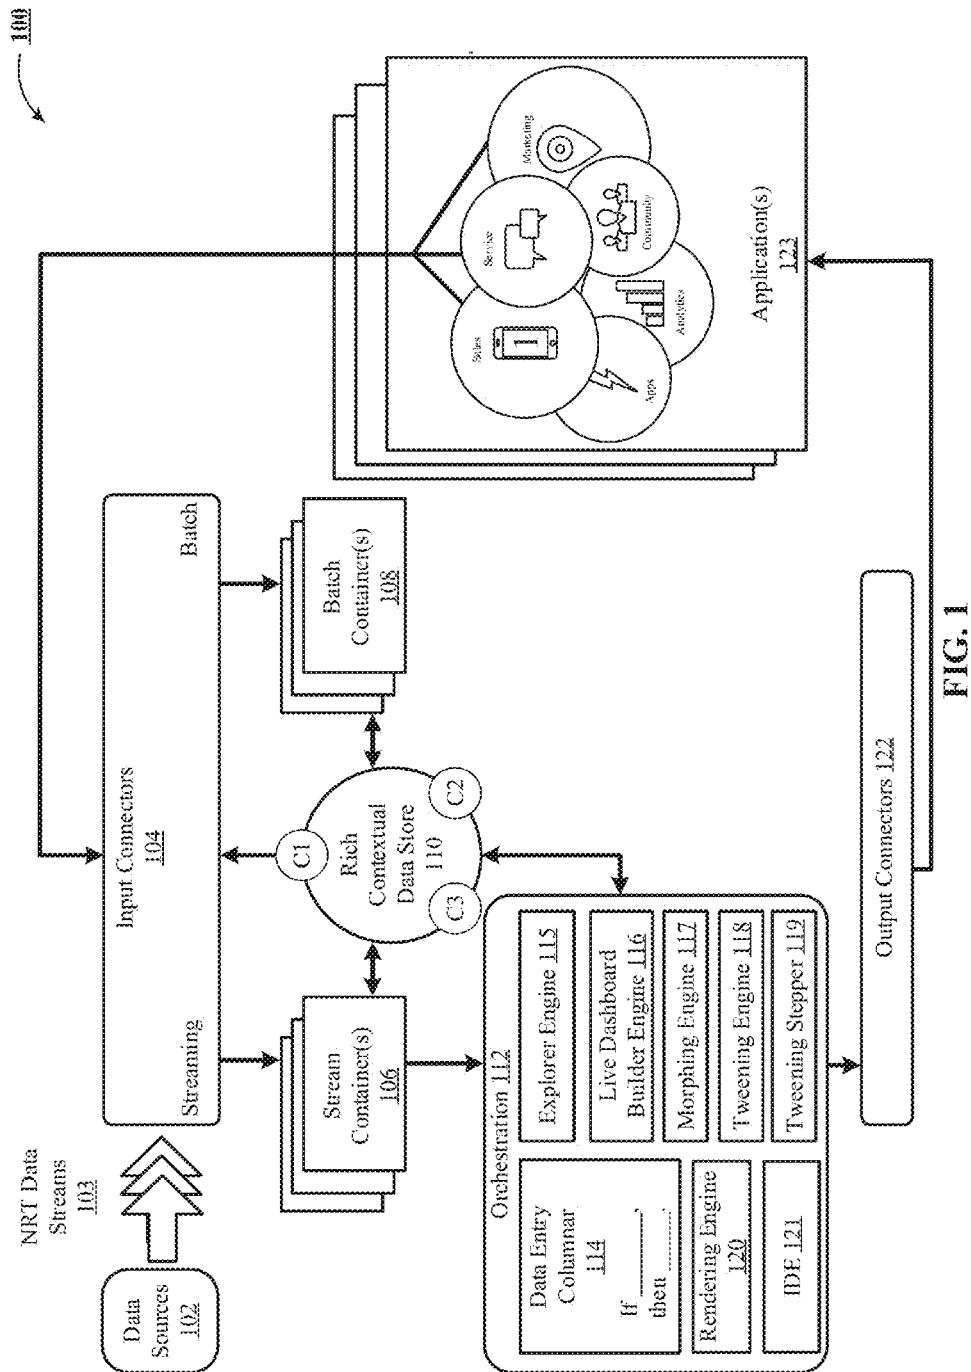 100
NRT Data
Streams
103
Data
Sources
102
Input Connectors
104
Streaming
Batch
Stream
Container(s)
106
Rich
Contextual
Data Store
110
C1
C2
C3
Batch
Container(s)
108
Orchestration 112
Data Entry
Columnar
114
If ______,
then ______.
Rendering Engine
120
IDE 121
Explorer Engine 115
Live Dashboard
Builder Engine 116
Morphing Engine 117
Tweening Engine 118
Tweening Stepper 119
Output Connectors 122
Sales
1
Service
Marketing
Apps
Analytics
Community
Application(s)
123
FIG. 1